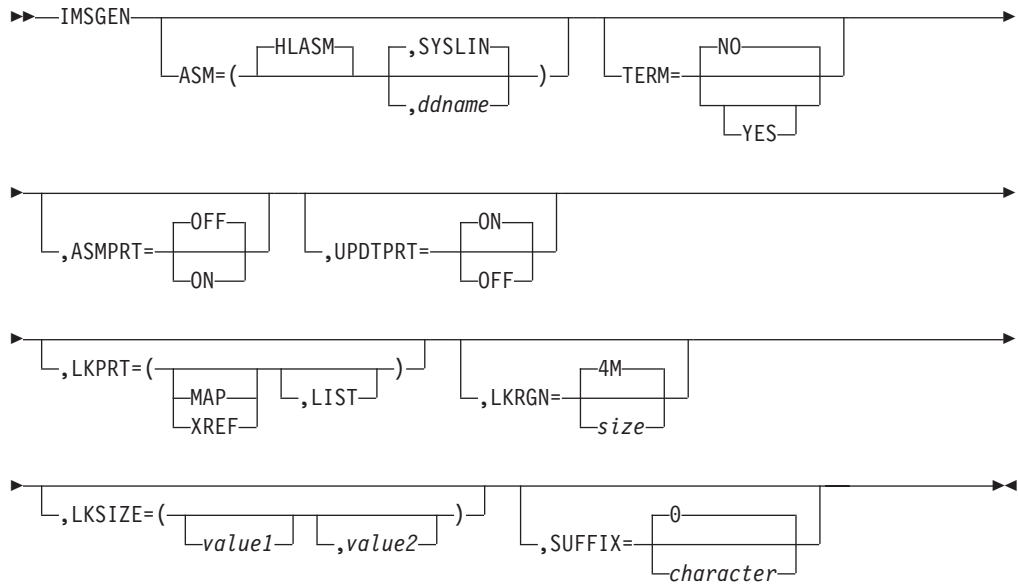 IMSGEN
HLASM ,SYSLIN NO
ASM=( ) TERM=
,ddname YES
OFF ON
,ASMPRT= ,UPDTPRT=
ON OFF
4M
,LKPRT=( ) ,LKRGN=
MAP ,LIST size
XREF
0
,LKSIZE=( ) ,SUFFIX=
value1 ,value2 character